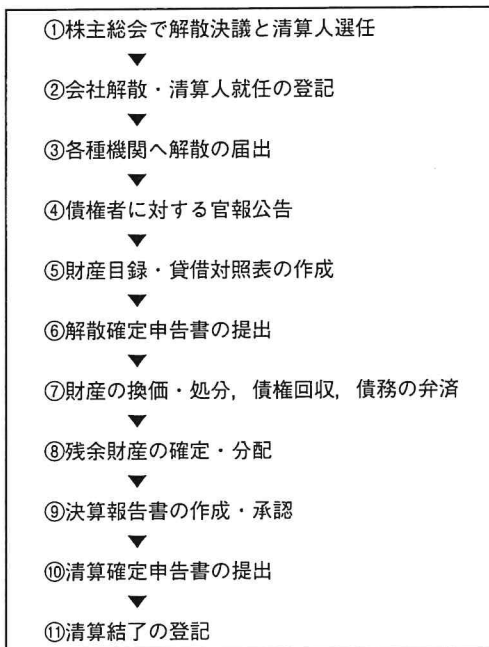 ①株主総会で解散決議と清算人選任
▼
②会社解散・清算人就任の登記
▼
③各種機関へ解散の届出
▼
④債権者に対する官報公告
▼
⑤財産目録・貸借対照表の作成
▼
⑥解散確定申告書の提出
▼
⑦財産の換価・処分，債権回収，債務の弁済
▼
⑧残余財産の確定・分配
▼
⑨決算報告書の作成・承認
▼
⑩清算確定申告書の提出
▼
⑪清算結了の登記